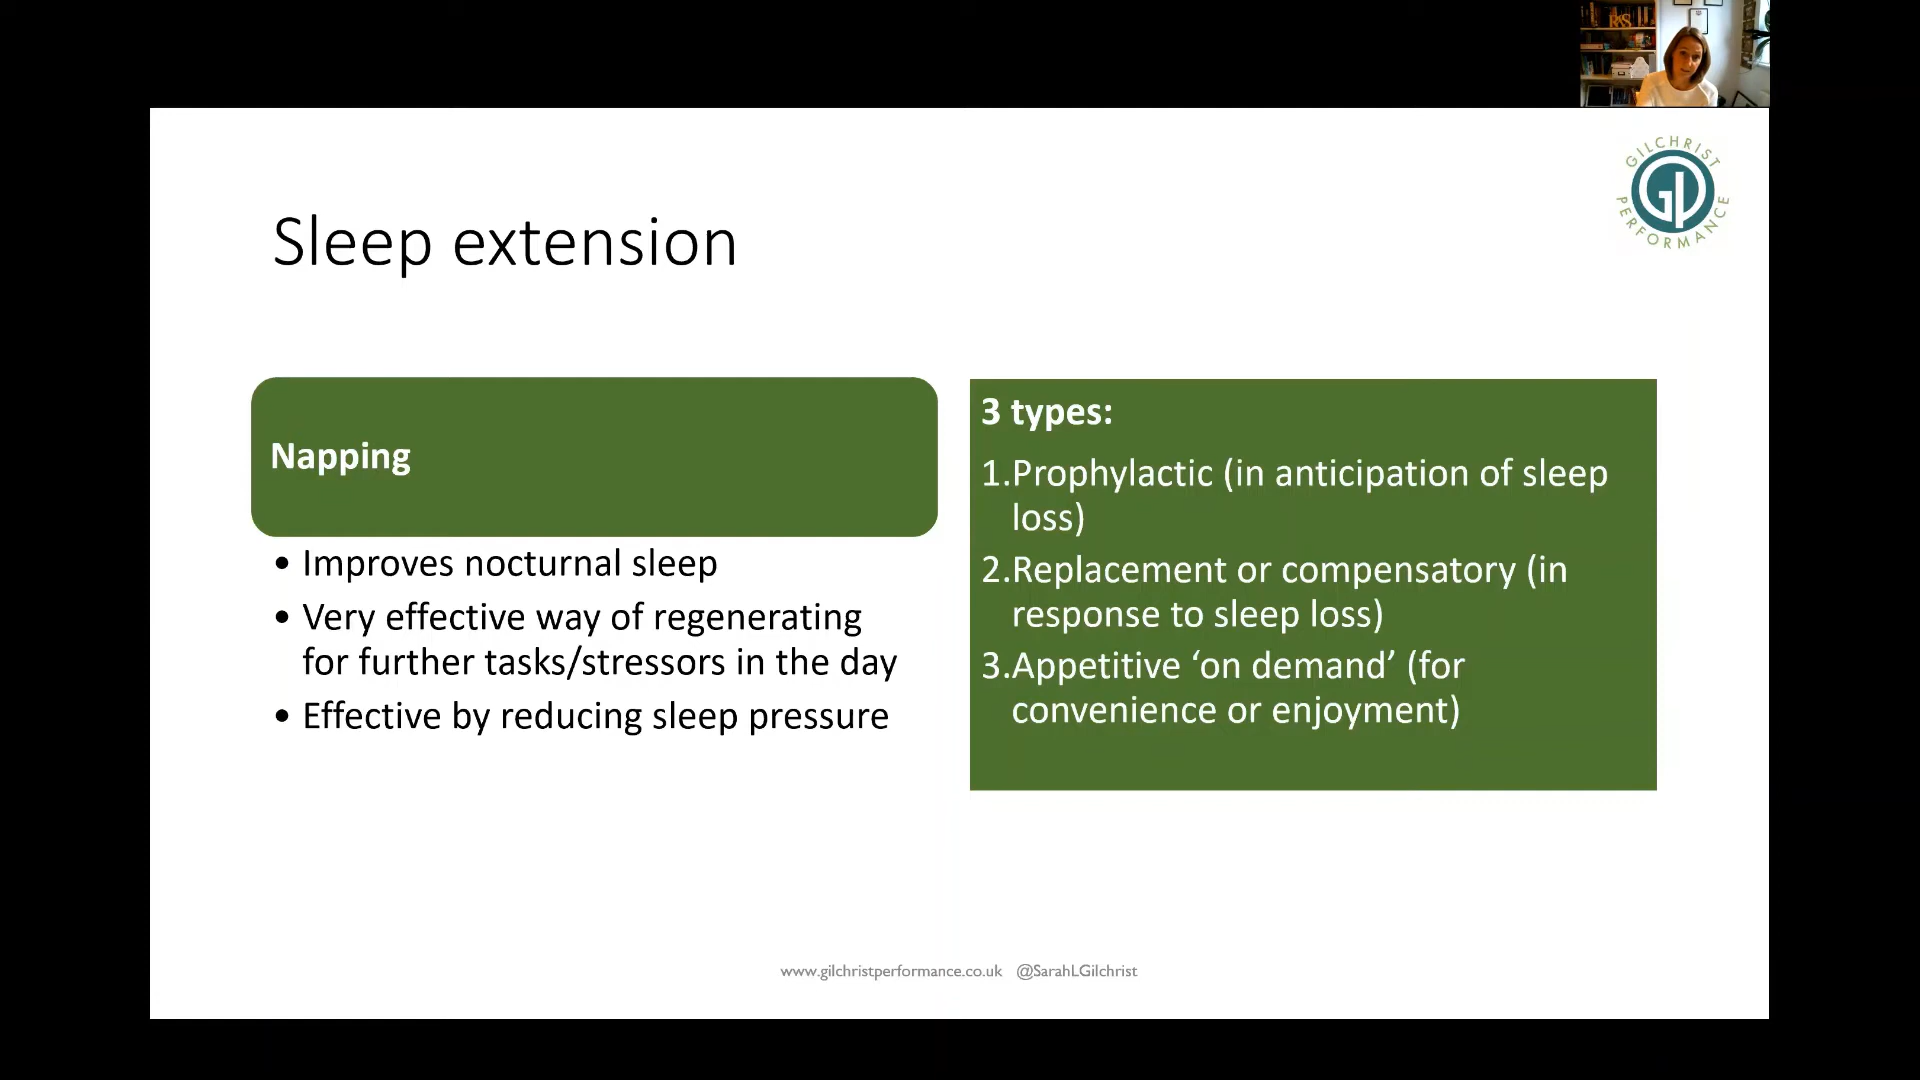 GILCHRIST
PERFORMANCE
Sleep extension
Napping
• Improves nocturnal sleep
• Very effective way of regenerating
for further tasks/stressors in the day
• Effective by reducing sleep pressure
3 types:
1.Prophylactic (in anticipation of sleep
loss)
2.Replacement or compensatory (in
response to sleep loss)
3.Appetitive ‘on demand’ (for
convenience or enjoyment)
www.gilchristperformance.co.uk @SarahLGilchrist